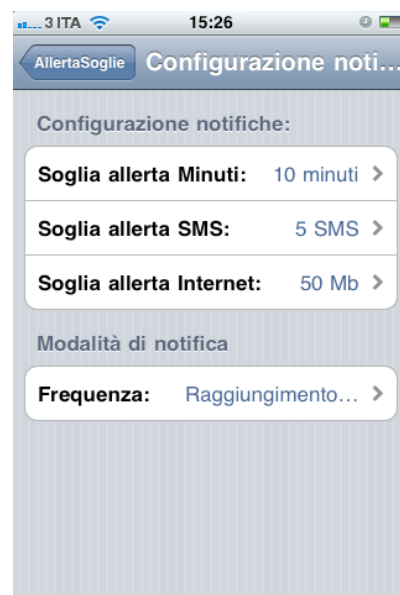 3 ITA 15:26
AllertaSoglie Configurazione noti...
Configurazione notifiche:
Soglia allerta Minuti: 10 minuti
Soglia allerta SMS: 5 SMS
Soglia allerta Internet: 50 Mb
Modalità di notifica
Frequenza: Raggiungimento...